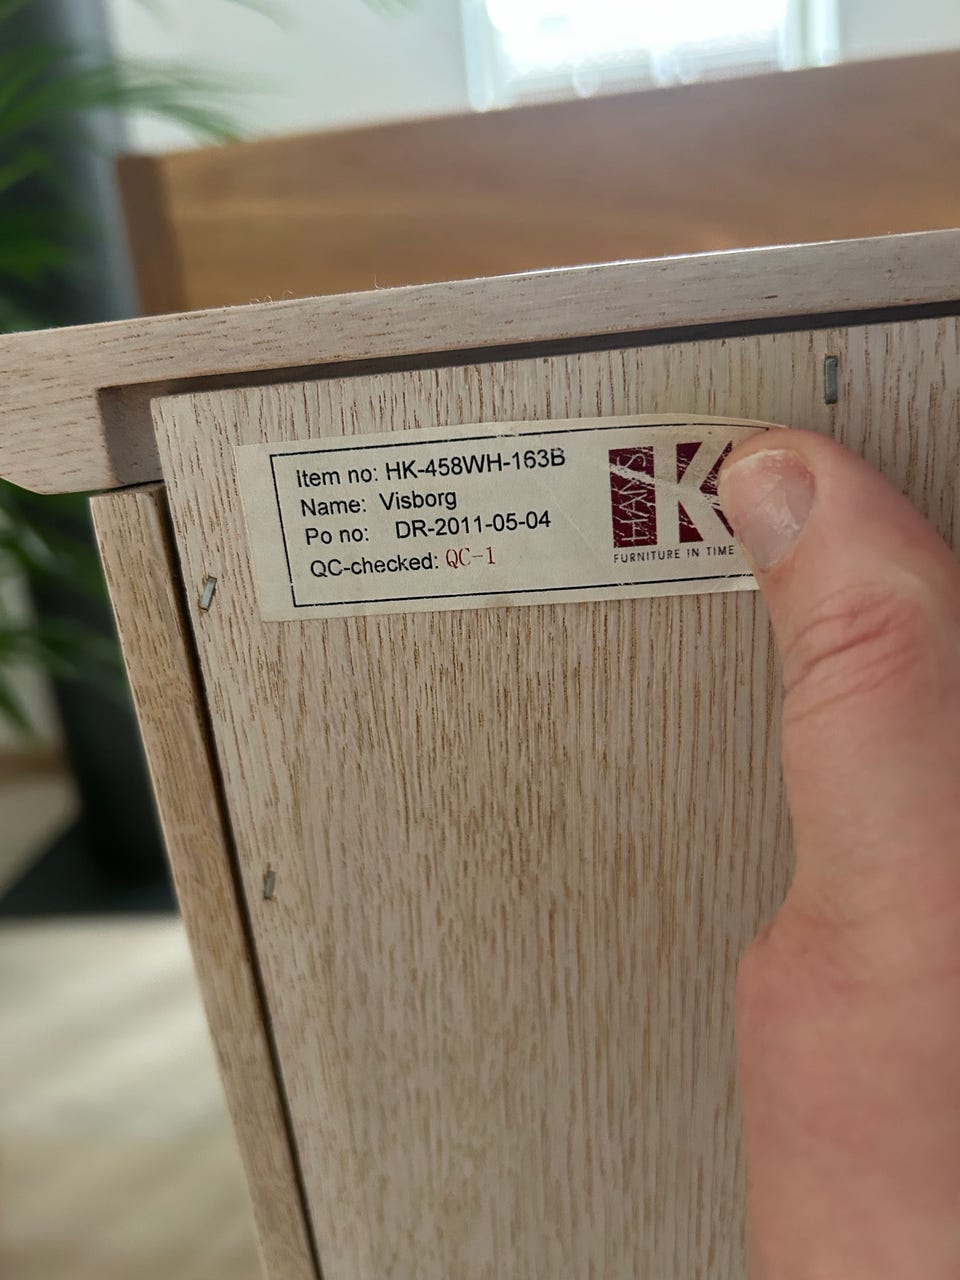 Item no: HK-458WH-163B
Name: Visborg
Po no: DR-2011-05-04
QC-checked: QC-1
HANS
K
FURNITURE IN TIME